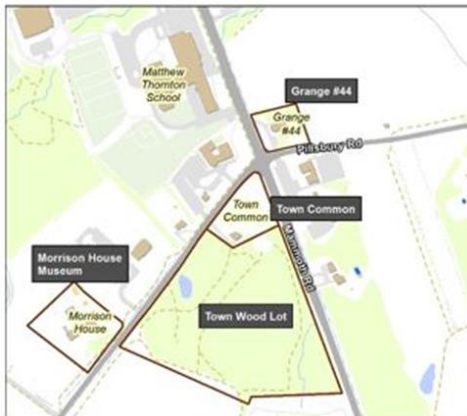 Matthew
Thornton
School
Grange #44
Grange
#44
Pillsbury Rd
Town
Common
Town Common
Mammoth Rd
Morrison House
Museum
Morrison
House
Town Wood Lot